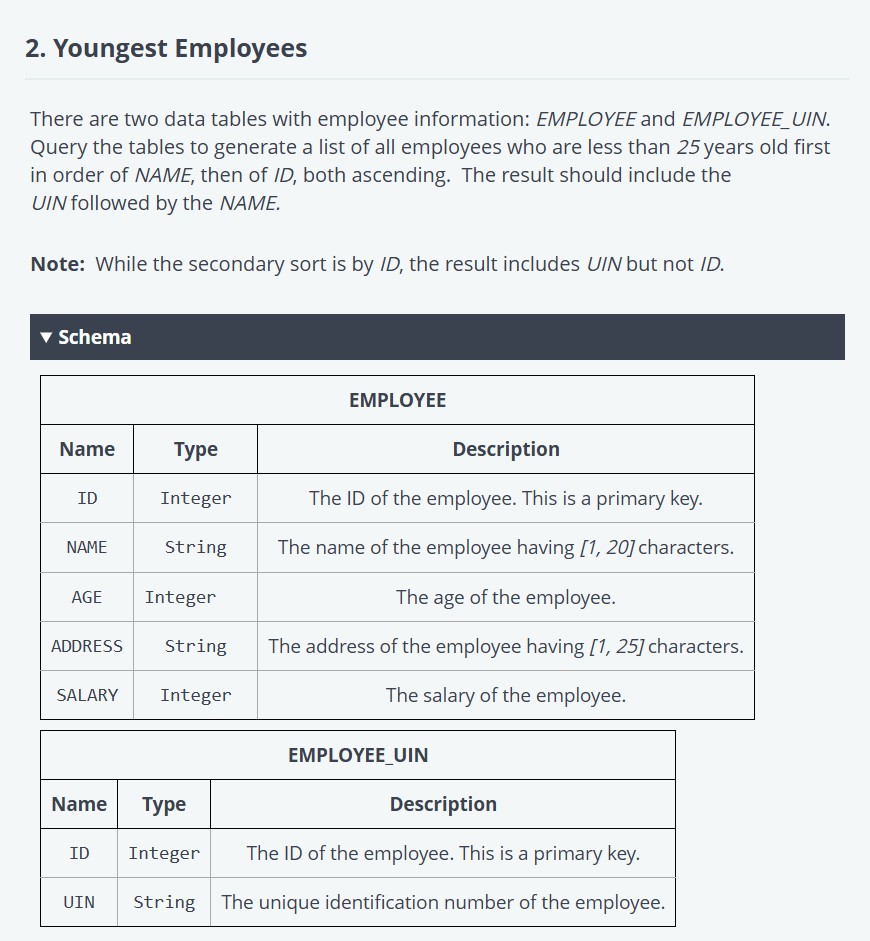 2. Youngest Employees
There are two data tables with employee information: EMPLOYEE and EMPLOYEE_UIN.
Query the tables to generate a list of all employees who are less than 25 years old first
in order of NAME, then of ID, both ascending.  The result should include the
UIN followed by the NAME.
Note:  While the secondary sort is by ID, the result includes UIN but not ID.
▼ Schema
EMPLOYEE
Name Type Description
ID Integer The ID of the employee. This is a primary key.
NAME String The name of the employee having [1, 20] characters.
AGE Integer The age of the employee.
ADDRESS String The address of the employee having [1, 25] characters.
SALARY Integer The salary of the employee.
EMPLOYEE_UIN
Name Type Description
ID Integer The ID of the employee. This is a primary key.
UIN String The unique identification number of the employee.